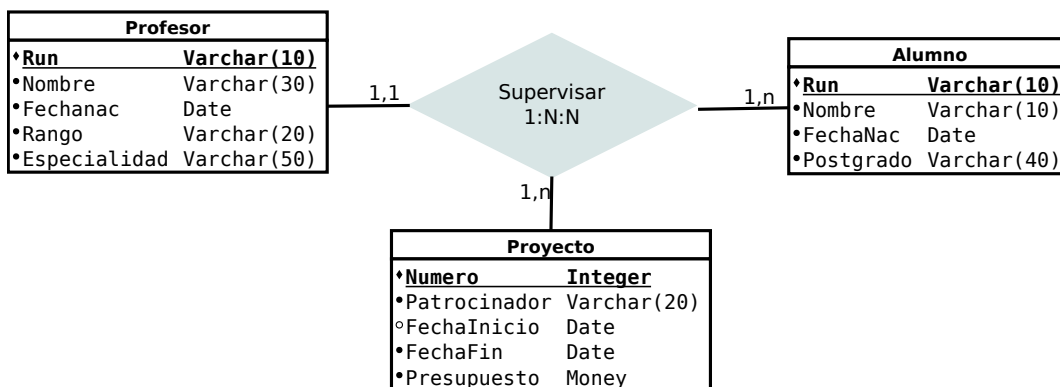 Profesor
♦Run Varchar(10)
•Nombre Varchar(30)
•Fechanac Date
•Rango Varchar(20)
•Especialidad Varchar(50)
1,1
Supervisar
1:N:N
1,n
Alumno
♦Run Varchar(10)
•Nombre Varchar(10)
•FechaNac Date
•Postgrado Varchar(40)
1,n
Proyecto
♦Numero Integer
•Patrocinador Varchar(20)
○FechaInicio Date
•FechaFin Date
•Presupuesto Money